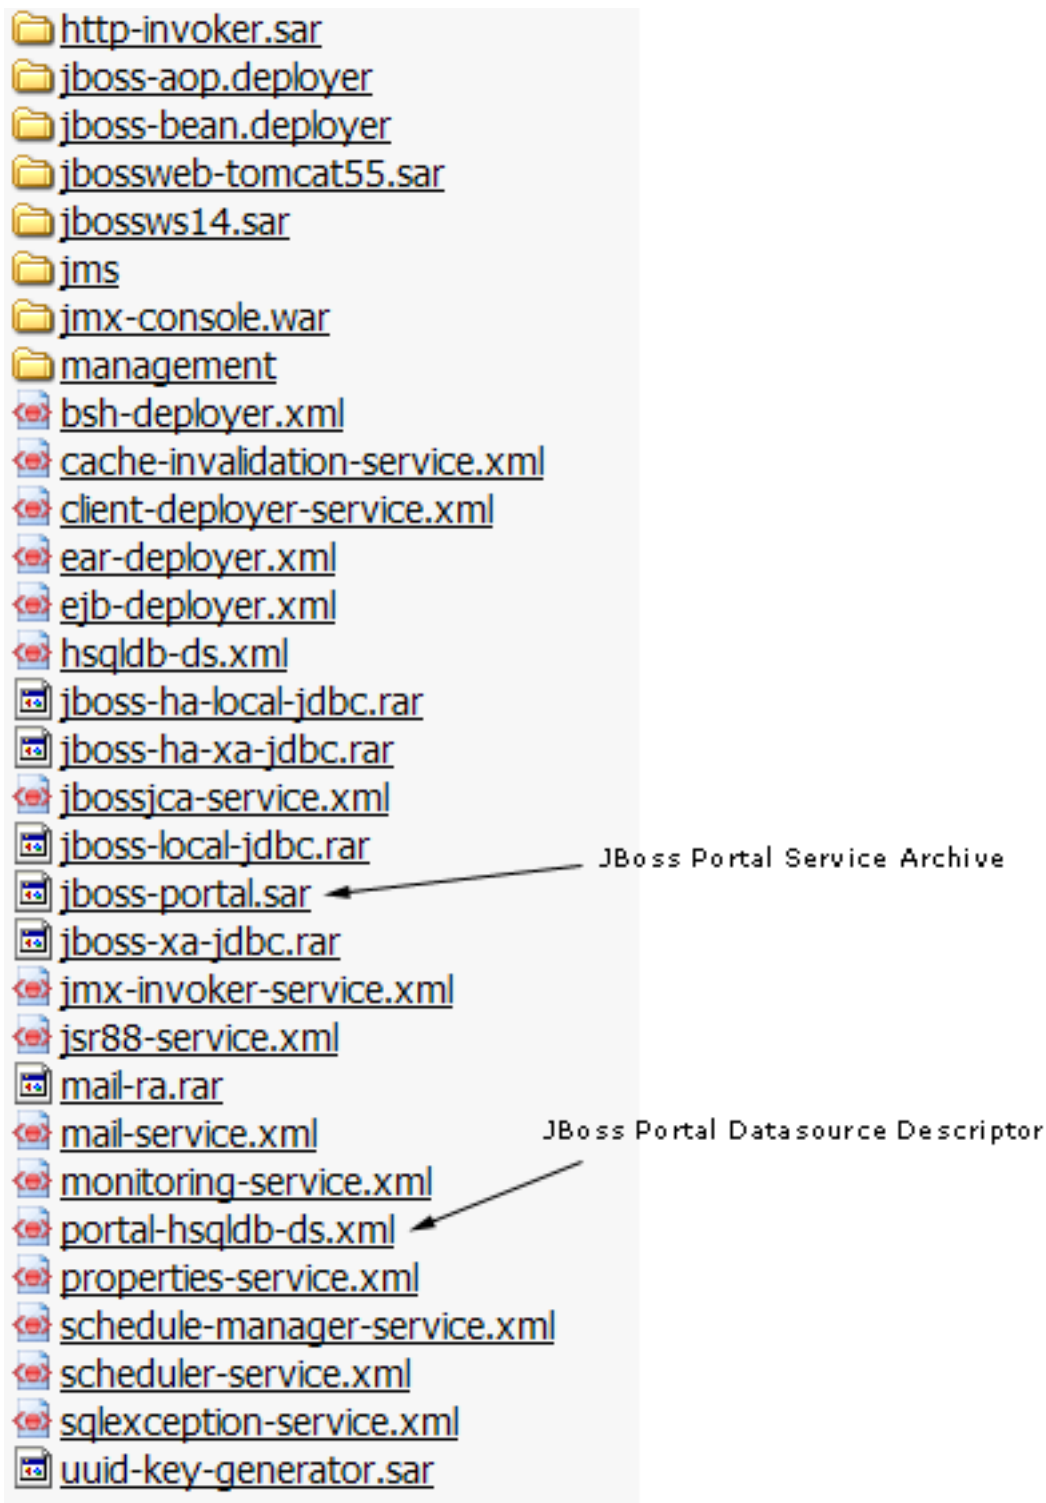 http-invoker.sar
jboss-aop.deployer
jboss-bean.deployer
jbossweb-tomcat55.sar
jbossws14.sar
jms
jmx-console.war
management
bsh-deployer.xml
cache-invalidation-service.xml
client-deployer-service.xml
ear-deployer.xml
ejb-deployer.xml
hsqldb-ds.xml
jboss-ha-local-jdbc.rar
jboss-ha-xa-jdbc.rar
jbossjca-service.xml
jboss-local-jdbc.rar
JBoss Portal Service Archive
jboss-portal.sar
jboss-xa-jdbc.rar
jmx-invoker-service.xml
jsr88-service.xml
mail-ra.rar
mail-service.xml
JBoss Portal Datasource Descriptor
monitoring-service.xml
portal-hsqldb-ds.xml
properties-service.xml
schedule-manager-service.xml
scheduler-service.xml
sqlexception-service.xml
uuid-key-generator.sar